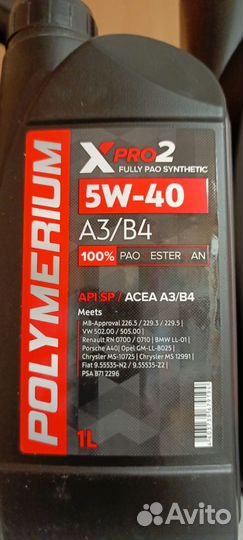 POLYMERIUM
XPRO2
FULLY PAO SYNTHETIC
5W-40
A3/B4
100% PAO ESTER AN
API SP / ACEA A3/B4
Meets
MB-Approval 226.5 / 229.3 / 229.5 |
VW 502.00 / 505.00 |
Renault RN 0700 / 0710 | BMW LL-01 |
Porsche A40| Opel GM-LL-B025 |
Chrysler MS-10725 | Chrysler MS 12991 |
Fiat 9.55535-N2 / 9.55535-Z2 |
PSA B71 2296
1L
Avito